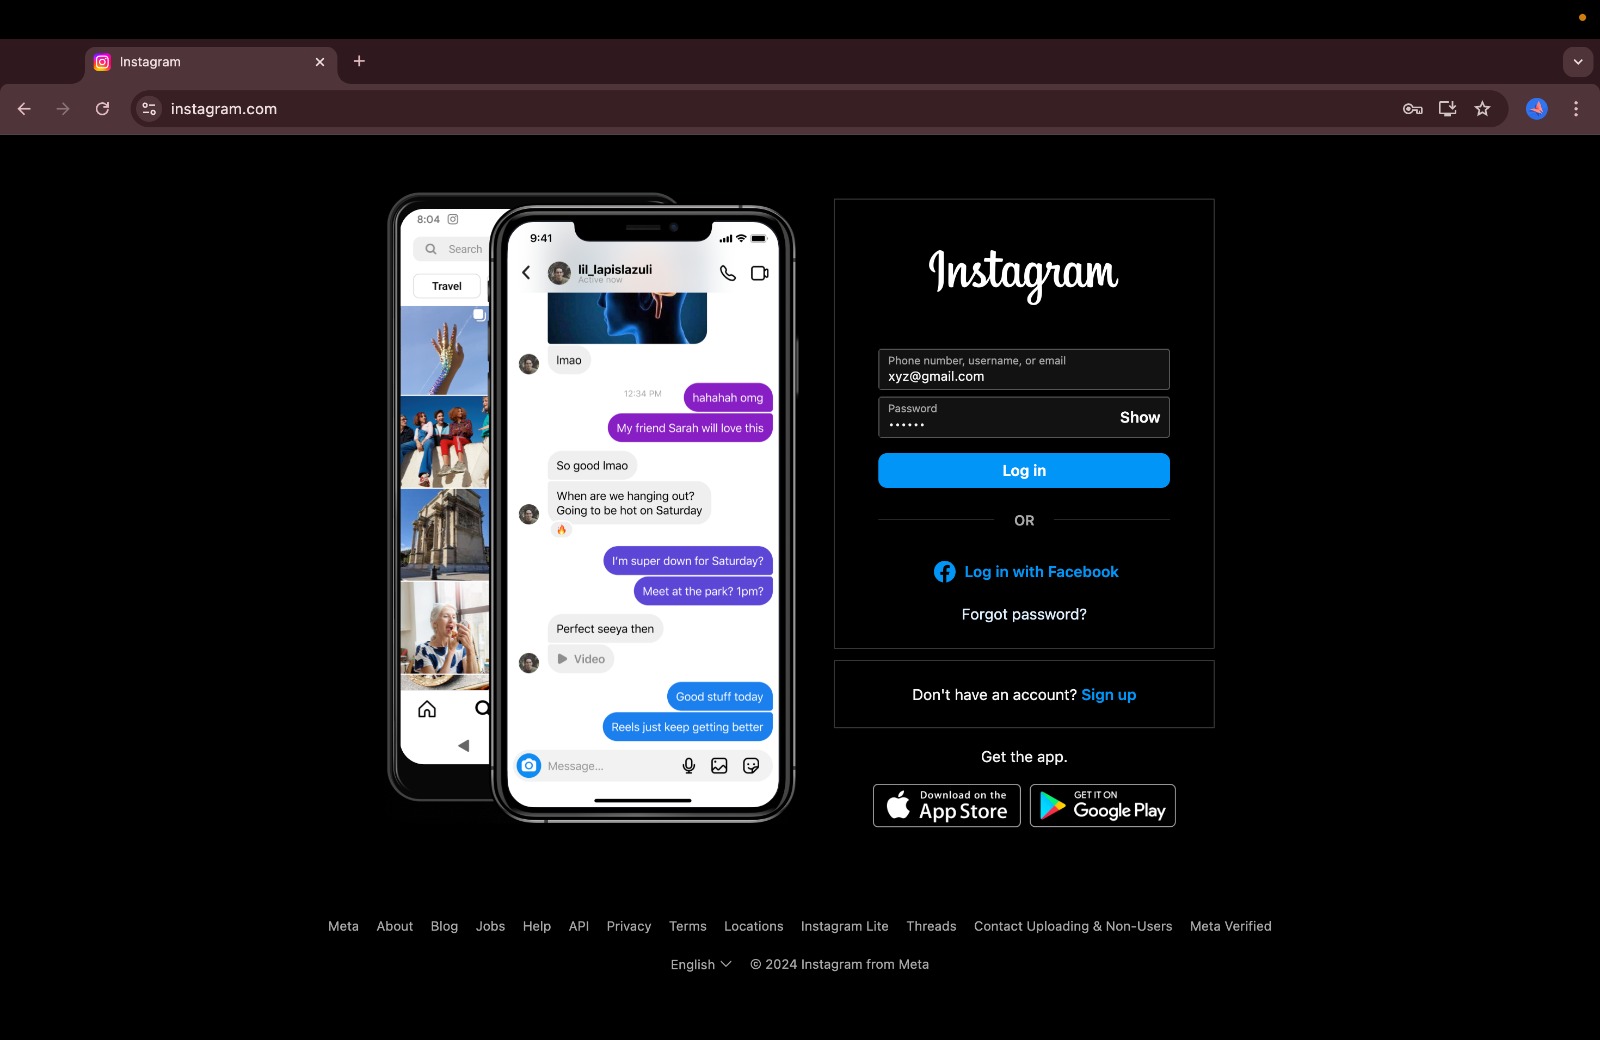 Instagram
instagram.com
8:04
Search
Travel
9:41
lil_lapislazuli
Active now
lmao
12:34 PM
hahahah omg
My friend Sarah will love this
So good lmao
When are we hanging out?
Going to be hot on Saturday
🔥
I'm super down for Saturday?
Meet at the park? 1pm?
Perfect seeya then
Video
Good stuff today
Reels just keep getting better
Message...
Instagram
Phone number, username, or email
xyz@gmail.com
Password
••••••
Show
Log in
OR
Log in with Facebook
Forgot password?
Don't have an account? Sign up
Get the app.
Download on the
App Store
GET IT ON
Google Play
Meta About Blog Jobs Help API Privacy Terms Locations Instagram Lite Threads Contact Uploading & Non-Users Meta Verified
English © 2024 Instagram from Meta